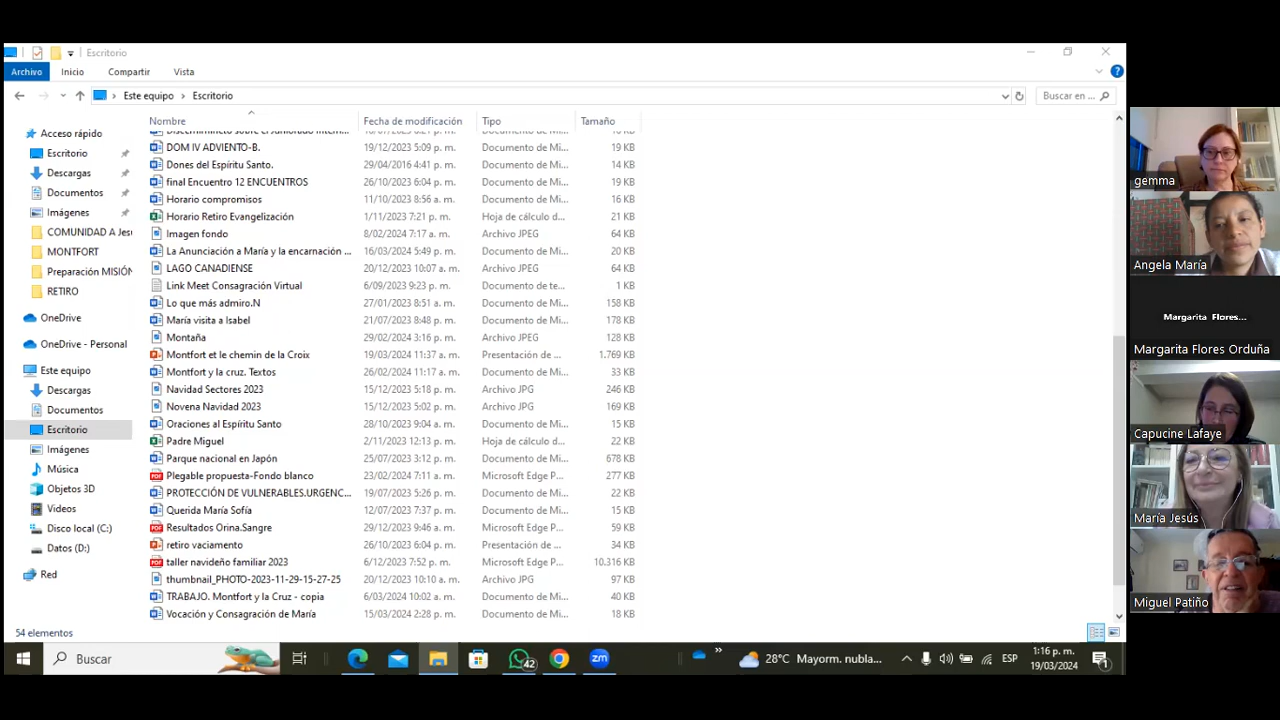 Escritorio
Archivo Inicio Compartir Vista
Este equipo Escritorio Buscar en ...
Nombre Fecha de modificación Tipo Tamaño
Acceso rápido
Escritorio
Descargas
Documentos
Imágenes
COMUNIDAD A Jesu
MONTFORT
Preparación MISIÓN
RETIRO
OneDrive
OneDrive - Personal
Este equipo
Descargas
Documentos
Escritorio
Imágenes
Música
Objetos 3D
Videos
Disco local (C:)
Datos (D:)
Red
DOM IV ADVIENTO-B. 19/12/2023 5:09 p. m. Documento de Mi... 19 KB
Dones del Espíritu Santo. 29/04/2016 4:41 p. m. Documento de Mi... 14 KB
final Encuentro 12 ENCUENTROS 26/10/2023 6:04 p. m. Documento de Mi... 19 KB
Horario compromisos 11/10/2023 8:56 a. m. Documento de Mi... 16 KB
Horario Retiro Evangelización 1/11/2023 7:21 p. m. Hoja de cálculo d... 21 KB
Imagen fondo 8/02/2024 7:17 a. m. Archivo JPEG 64 KB
La Anunciación a María y la encarnación ... 16/03/2024 5:49 p. m. Documento de Mi... 20 KB
LAGO CANADIENSE 20/12/2023 10:07 a. m. Archivo JPEG 64 KB
Link Meet Consagración Virtual 6/09/2023 9:23 p. m. Documento de te... 1 KB
Lo que más admiro.N 27/01/2023 8:51 a. m. Documento de Mi... 158 KB
María visita a Isabel 21/07/2023 8:48 p. m. Documento de Mi... 178 KB
Montaña 29/02/2024 3:16 p. m. Archivo JPEG 128 KB
Montfort et le chemin de la Croix 19/03/2024 11:37 a. m. Presentación de ... 1.769 KB
Montfort y la cruz. Textos 26/02/2024 11:17 a. m. Documento de Mi... 33 KB
Navidad Sectores 2023 15/12/2023 5:18 p. m. Archivo JPG 246 KB
Novena Navidad 2023 15/12/2023 5:02 p. m. Archivo JPG 169 KB
Oraciones al Espíritu Santo 28/10/2023 9:04 a. m. Documento de Mi... 15 KB
Padre Miguel 2/11/2023 12:13 p. m. Hoja de cálculo d... 22 KB
Parque nacional en Japón 25/07/2023 3:12 p. m. Documento de Mi... 678 KB
Plegable propuesta-Fondo blanco 23/02/2024 7:11 a. m. Microsoft Edge P... 277 KB
PROTECCIÓN DE VULNERABLES.URGENC... 19/07/2023 5:26 p. m. Documento de Mi... 22 KB
Querida María Sofía 12/07/2023 7:37 p. m. Documento de Mi... 15 KB
Resultados Orina.Sangre 29/12/2023 9:46 a. m. Microsoft Edge P... 59 KB
retiro vaciamento 26/10/2023 6:04 p. m. Presentación de ... 34 KB
taller navideño familiar 2023 6/12/2023 7:52 p. m. Microsoft Edge P... 10.316 KB
thumbnail_PHOTO-2023-11-29-15-27-25 20/12/2023 10:10 a. m. Archivo JPG 97 KB
TRABAJO. Montfort y la Cruz - copia 6/03/2024 10:02 a. m. Documento de Mi... 40 KB
Vocación y Consagración de María 15/03/2024 2:28 p. m. Documento de Mi... 18 KB
54 elementos
Buscar
42
zm
28°C Mayorm. nubla...
ESP
1:16 p. m.
19/03/2024
1
gemma
Angela María
Margarita Flores...
Margarita Flores Orduña
Capucine Lafaye
María Jesús
Miguel Patiño